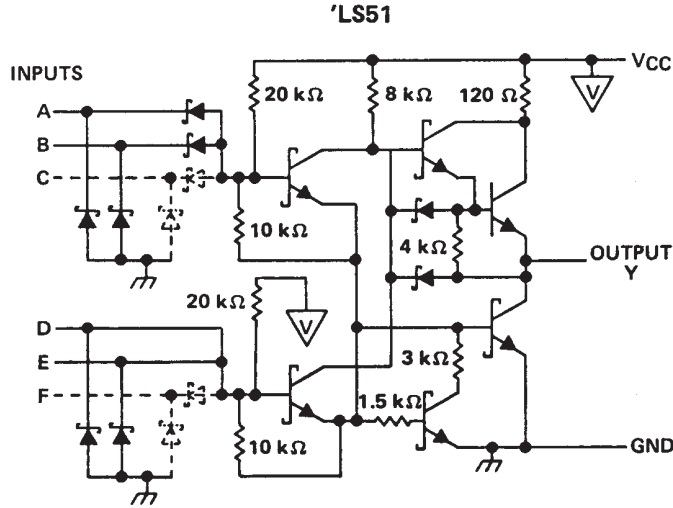 'LS51
INPUTS
VCC
V
20 kΩ
8 kΩ
120 Ω
A
B
C
10 kΩ
4 kΩ
OUTPUT
Y
20 kΩ
V
D
E
F
3 kΩ
1.5 kΩ
10 kΩ
GND